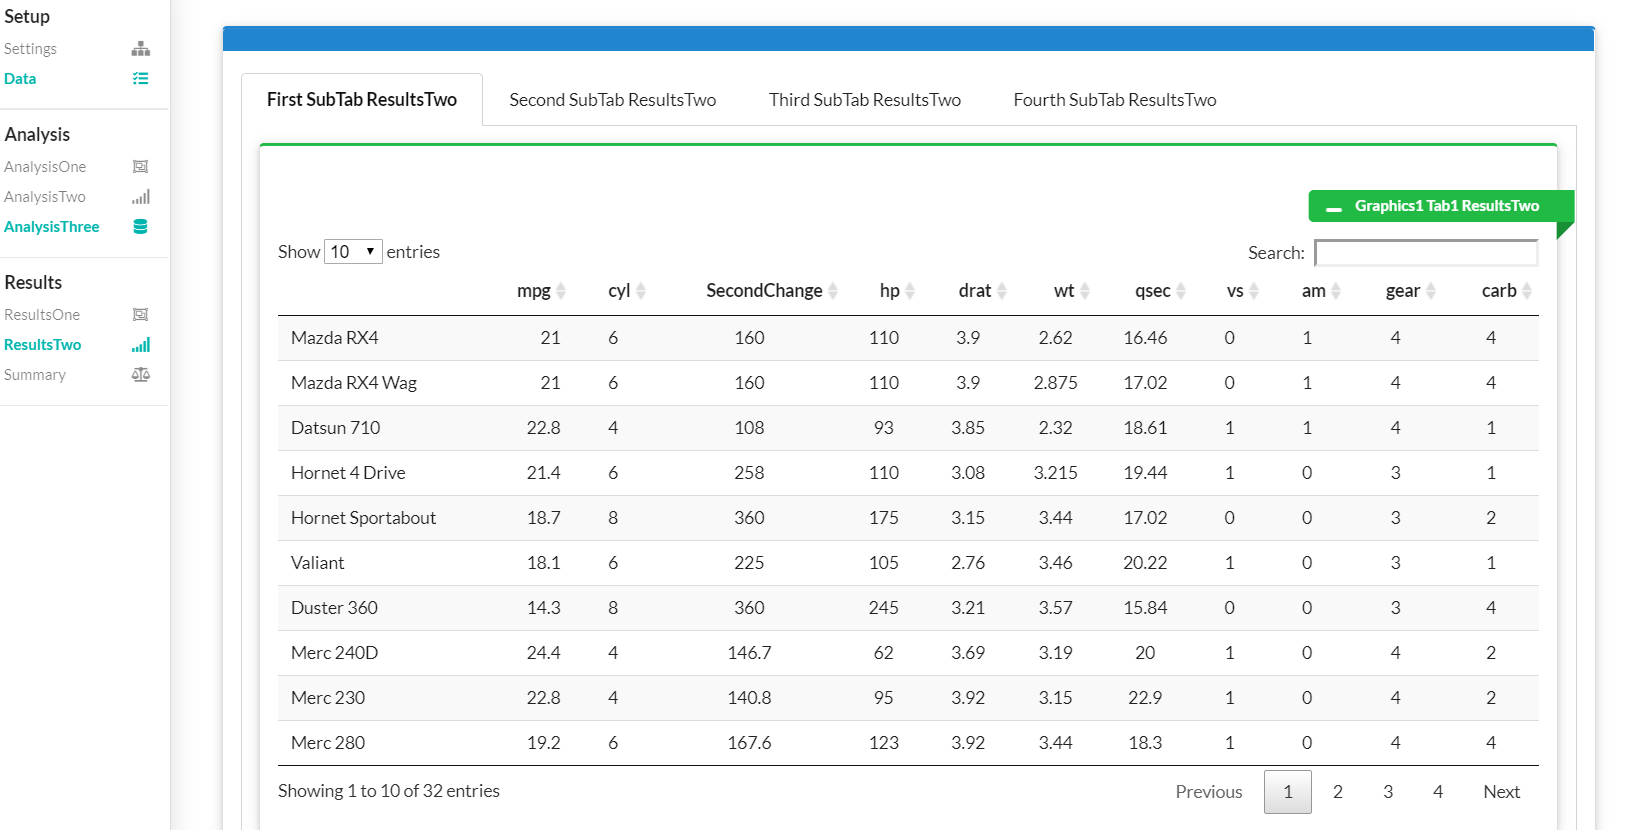 Setup
Settings
Data
Analysis
AnalysisOne
AnalysisTwo
AnalysisThree
Results
ResultsOne
ResultsTwo
Summary
First SubTab ResultsTwo Second SubTab ResultsTwo Third SubTab ResultsTwo Fourth SubTab ResultsTwo
Graphics1 Tab1 ResultsTwo
Show 10 entries Search:
mpg cyl SecondChange hp drat wt qsec vs am gear carb
Mazda RX4 21 6 160 110 3.9 2.62 16.46 0 1 4 4
Mazda RX4 Wag 21 6 160 110 3.9 2.875 17.02 0 1 4 4
Datsun 710 22.8 4 108 93 3.85 2.32 18.61 1 1 4 1
Hornet 4 Drive 21.4 6 258 110 3.08 3.215 19.44 1 0 3 1
Hornet Sportabout 18.7 8 360 175 3.15 3.44 17.02 0 0 3 2
Valiant 18.1 6 225 105 2.76 3.46 20.22 1 0 3 1
Duster 360 14.3 8 360 245 3.21 3.57 15.84 0 0 3 4
Merc 240D 24.4 4 146.7 62 3.69 3.19 20 1 0 4 2
Merc 230 22.8 4 140.8 95 3.92 3.15 22.9 1 0 4 2
Merc 280 19.2 6 167.6 123 3.92 3.44 18.3 1 0 4 4
Showing 1 to 10 of 32 entries Previous 1 2 3 4 Next